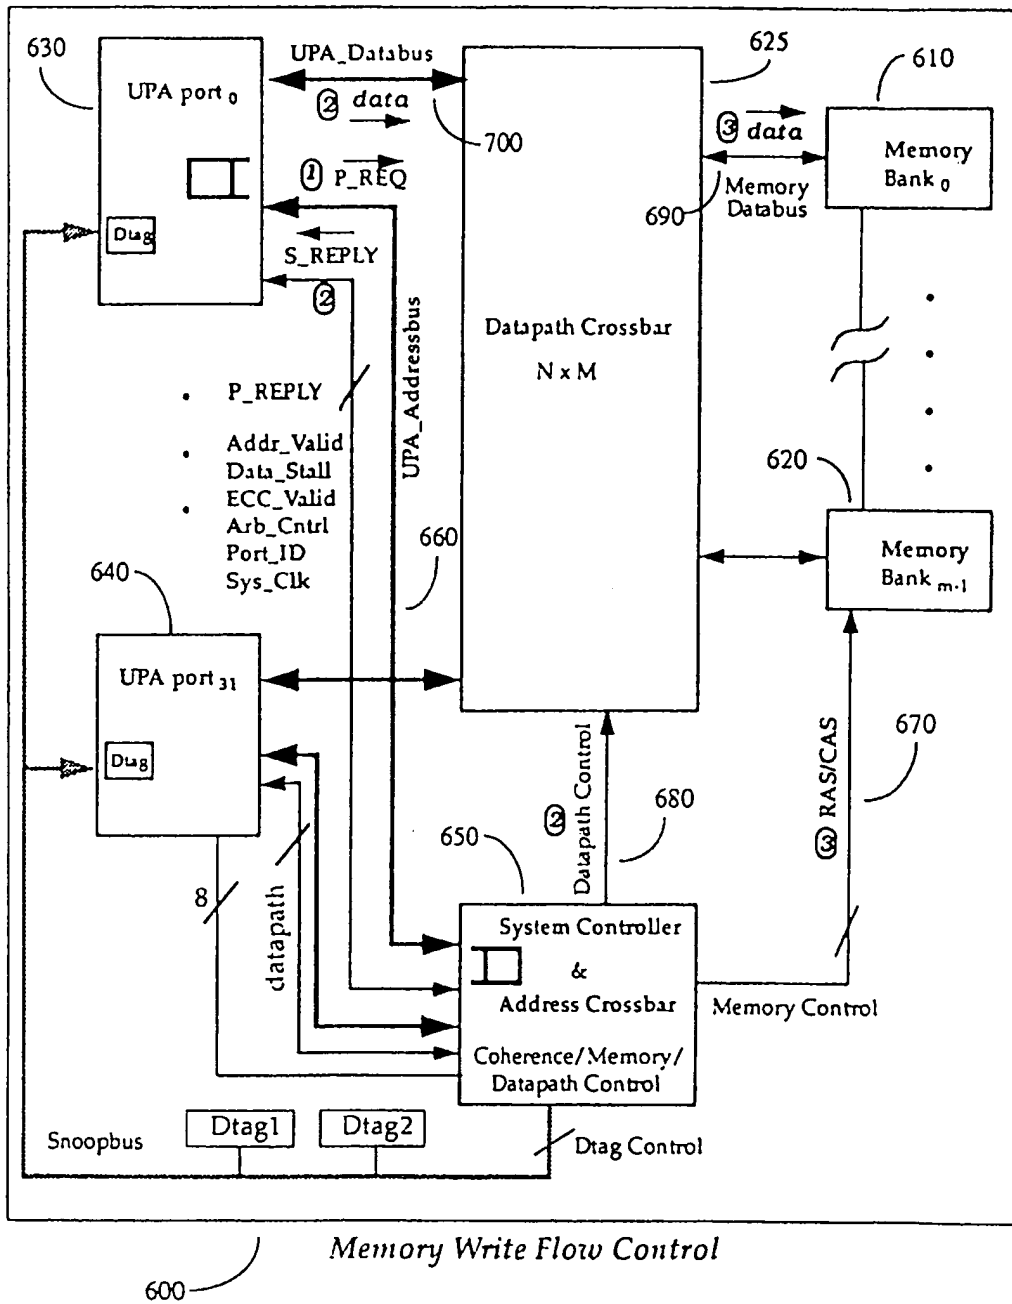 630
UPA port 0
Dtag
UPA_Databus
2 data
700
1 P_REQ
S_REPLY
2
625
610
3 data
690
Memory
Databus
Memory
Bank 0
Datapath Crossbar
N x M
UPA_Addressbus
P_REPLY
Addr_Valid
Data_Stall
ECC_Valid
Arb_Cntrl
Port_ID
Sys_Clk
660
620
Memory
Bank m-1
640
UPA port 31
Dtag
8
datapath
650
2 Datapath Control
680
3 RAS/CAS
670
System Controller
&
Address Crossbar
Coherence/Memory/
Datapath Control
Memory Control
Snoopbus
Dtag1
Dtag2
Dtag Control
Memory Write Flow Control
600